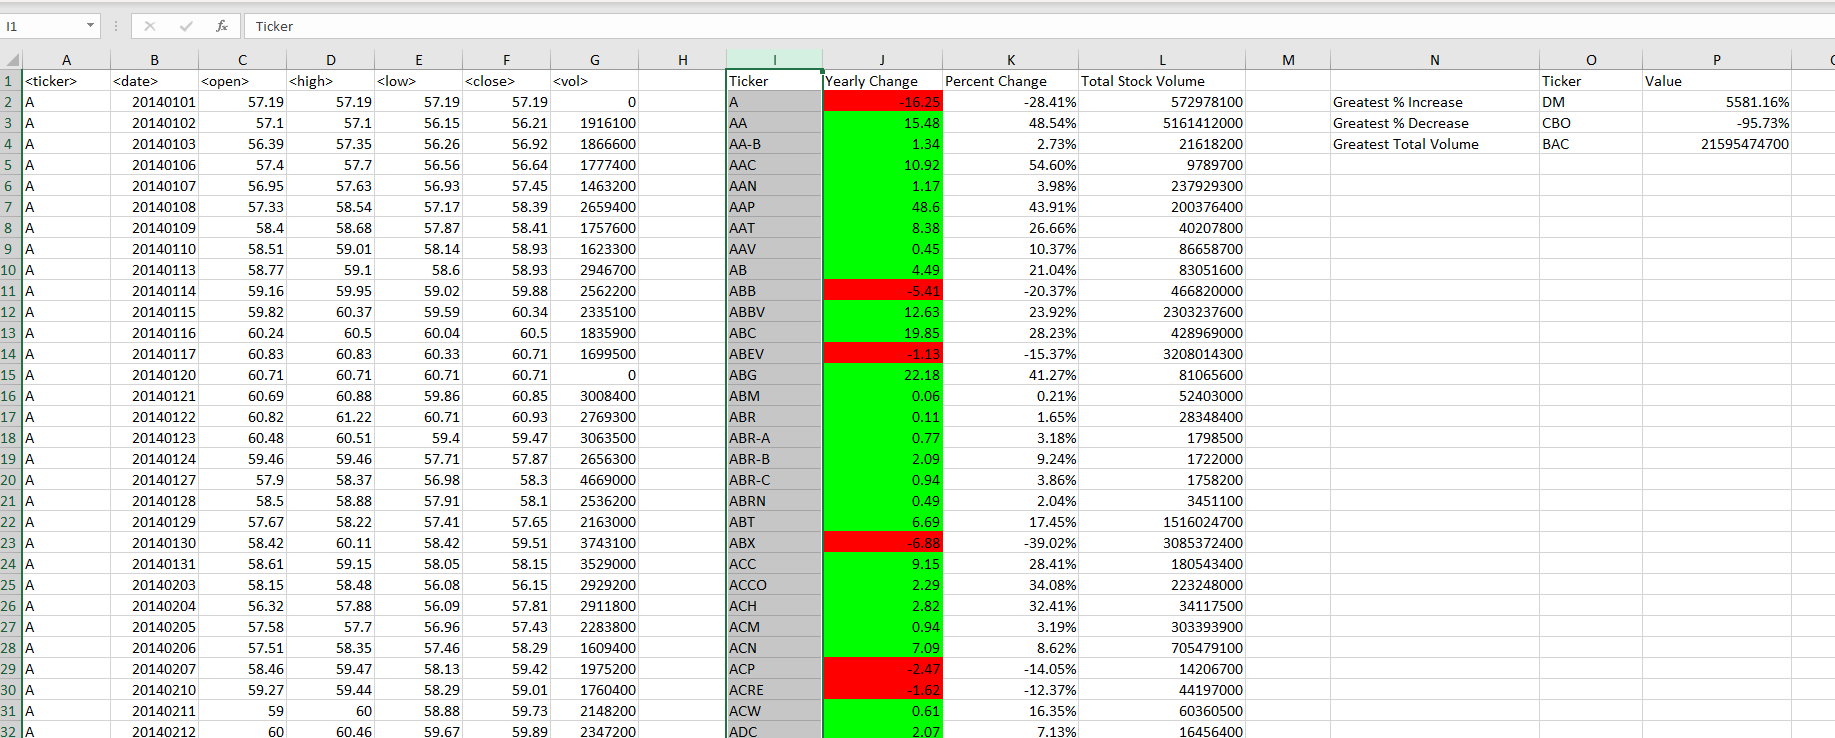 I1 fx Ticker
A B C D E F G H I J K L M N O P
1 <ticker> <date> <open> <high> <low> <close> <vol> Ticker Yearly Change Percent Change Total Stock Volume Ticker Value
2 A 20140101 57.19 57.19 57.19 57.19 0 A -16.25 -28.41% 572978100 Greatest % Increase DM 5581.16%
3 A 20140102 57.1 57.1 56.15 56.21 1916100 AA 15.48 48.54% 5161412000 Greatest % Decrease CBO -95.73%
4 A 20140103 56.39 57.35 56.26 56.92 1866600 AA-B 1.34 2.73% 21618200 Greatest Total Volume BAC 21595474700
5 A 20140106 57.4 57.7 56.56 56.64 1777400 AAC 10.92 54.60% 9789700
6 A 20140107 56.95 57.63 56.93 57.45 1463200 AAN 1.17 3.98% 237929300
7 A 20140108 57.33 58.54 57.17 58.39 2659400 AAP 48.6 43.91% 200376400
8 A 20140109 58.4 58.68 57.87 58.41 1757600 AAT 8.38 26.66% 40207800
9 A 20140110 58.51 59.01 58.14 58.93 1623300 AAV 0.45 10.37% 86658700
10 A 20140113 58.77 59.1 58.6 58.93 2946700 AB 4.49 21.04% 83051600
11 A 20140114 59.16 59.95 59.02 59.88 2562200 ABB -5.41 -20.37% 466820000
12 A 20140115 59.82 60.37 59.59 60.34 2335100 ABBV 12.63 23.92% 2303237600
13 A 20140116 60.24 60.5 60.04 60.5 1835900 ABC 19.85 28.23% 428969000
14 A 20140117 60.83 60.83 60.33 60.71 1699500 ABEV -1.13 -15.37% 3208014300
15 A 20140120 60.71 60.71 60.71 60.71 0 ABG 22.18 41.27% 81065600
16 A 20140121 60.69 60.88 59.86 60.85 3008400 ABM 0.06 0.21% 52403000
17 A 20140122 60.82 61.22 60.71 60.93 2769300 ABR 0.11 1.65% 28348400
18 A 20140123 60.48 60.51 59.4 59.47 3063500 ABR-A 0.77 3.18% 1798500
19 A 20140124 59.46 59.46 57.71 57.87 2656300 ABR-B 2.09 9.24% 1722000
20 A 20140127 57.9 58.37 56.98 58.3 4669000 ABR-C 0.94 3.86% 1758200
21 A 20140128 58.5 58.88 57.91 58.1 2536200 ABRN 0.49 2.04% 3451100
22 A 20140129 57.67 58.22 57.41 57.65 2163000 ABT 6.69 17.45% 1516024700
23 A 20140130 58.42 60.11 58.42 59.51 3743100 ABX -6.88 -39.02% 3085372400
24 A 20140131 58.61 59.15 58.05 58.15 3529000 ACC 9.15 28.41% 180543400
25 A 20140203 58.15 58.48 56.08 56.15 2929200 ACCO 2.29 34.08% 223248000
26 A 20140204 56.32 57.88 56.09 57.81 2911800 ACH 2.82 32.41% 34117500
27 A 20140205 57.58 57.7 56.96 57.43 2283800 ACM 0.94 3.19% 303393900
28 A 20140206 57.51 58.35 57.46 58.29 1609400 ACN 7.09 8.62% 705479100
29 A 20140207 58.46 59.47 58.13 59.42 1975200 ACP -2.47 -14.05% 14206700
30 A 20140210 59.27 59.44 58.29 59.01 1760400 ACRE -1.62 -12.37% 44197000
31 A 20140211 59 60 58.88 59.73 2148200 ACW 0.61 16.35% 60360500
32 A 20140212 60 60.46 59.67 59.89 2347200 ADC 2.07 7.13% 16456400